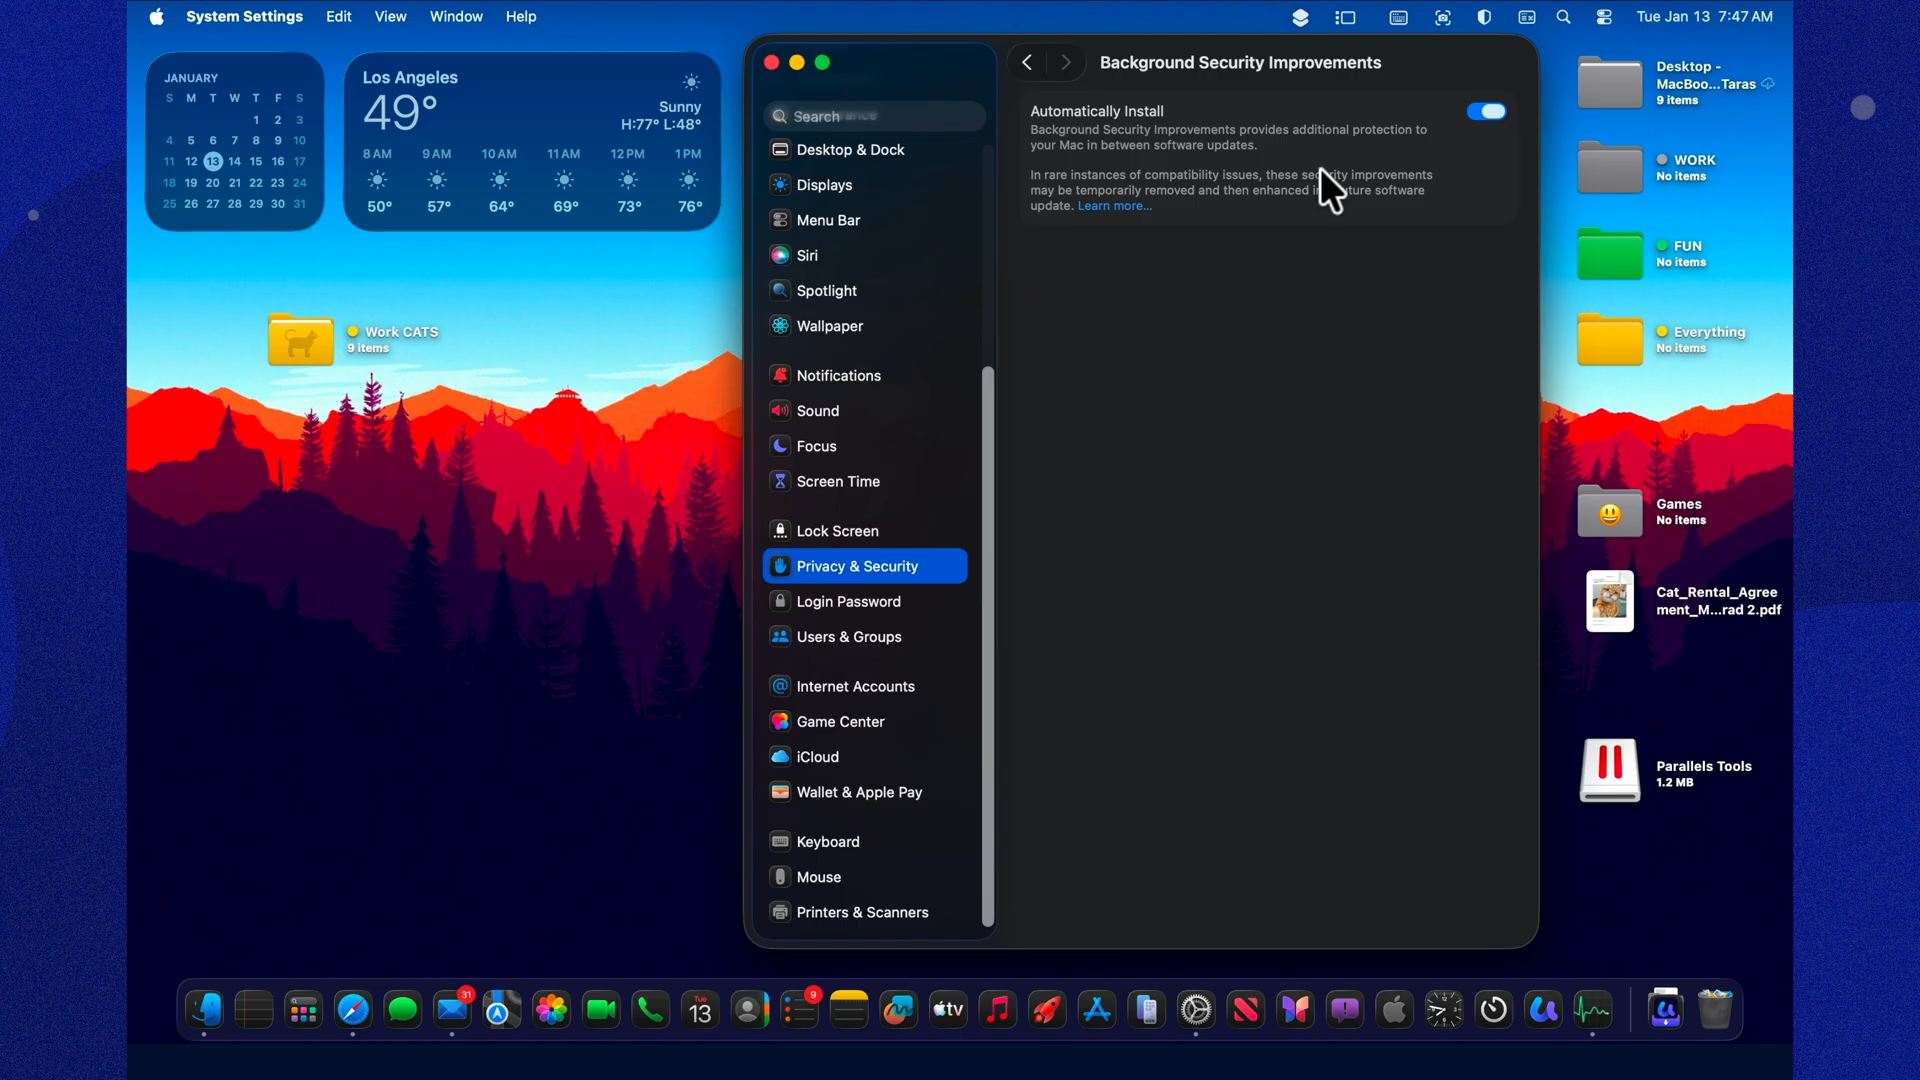 System Settings Edit View Window Help
Tue Jan 13 7:47 AM
JANUARY
S M T W T F S
1 2 3
4 5 6 7 8 9 10
11 12 13 14 15 16 17
18 19 20 21 22 23 24
25 26 27 28 29 30 31
Los Angeles
49°
Sunny
H:77° L:48°
8 AM 9 AM 10 AM 11 AM 12 PM 1 PM
50° 57° 64° 69° 73° 76°
Work CATS
9 items
Search
Desktop & Dock
Displays
Menu Bar
Siri
Spotlight
Wallpaper
Notifications
Sound
Focus
Screen Time
Lock Screen
Privacy & Security
Login Password
Users & Groups
Internet Accounts
Game Center
iCloud
Wallet & Apple Pay
Keyboard
Mouse
Printers & Scanners
Background Security Improvements
Automatically Install
Background Security Improvements provides additional protection to
your Mac in between software updates.
In rare instances of compatibility issues, these security improvements
may be temporarily removed and then enhanced in future software
update. Learn more...
Desktop -
MacBoo...Taras
9 items
WORK
No items
FUN
No items
Everything
No items
Games
No items
Cat_Rental_Agree
ment_M...rad 2.pdf
Parallels Tools
1.2 MB
31
Tue
13
9
tv